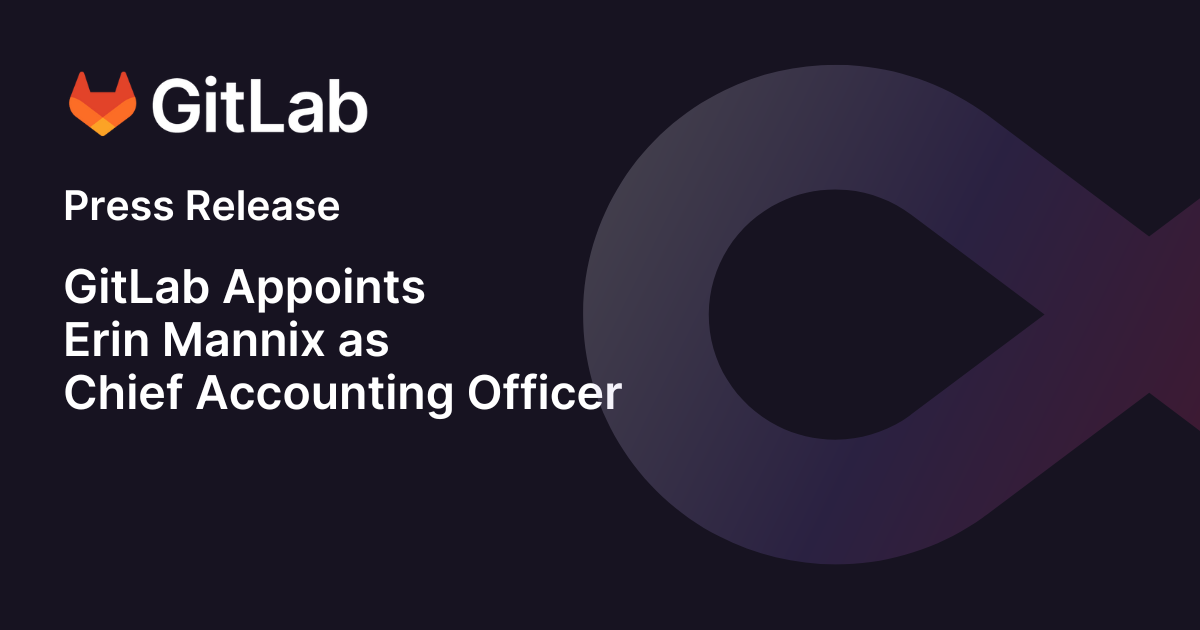 GitLab
Press Release
GitLab Appoints
Erin Mannix as
Chief Accounting Officer